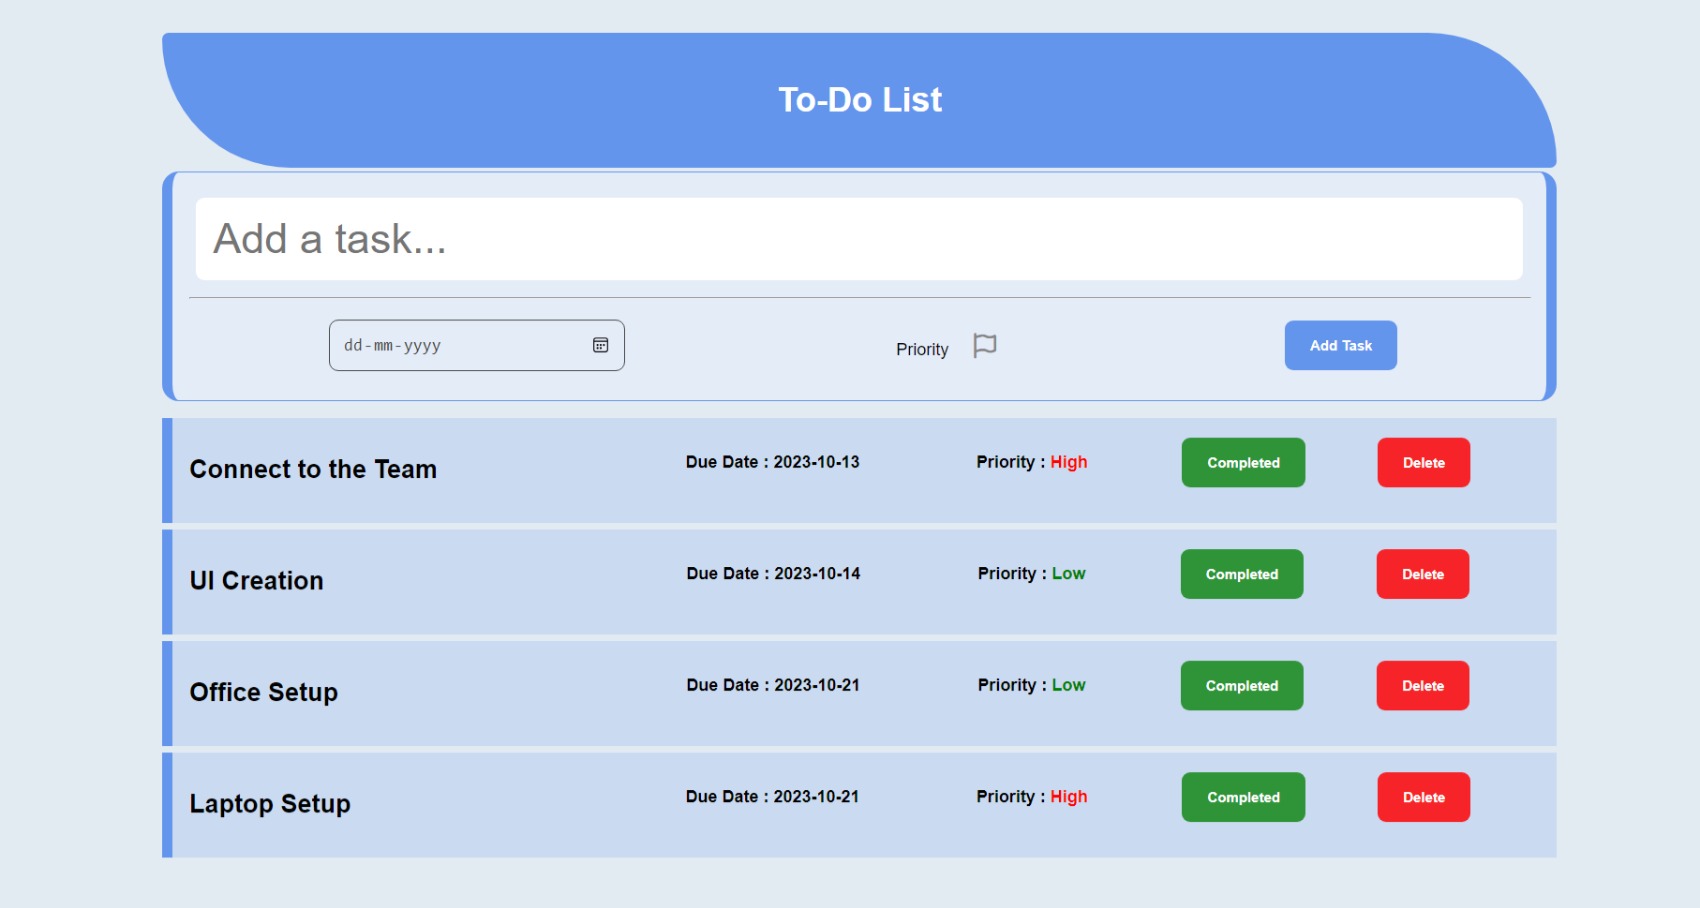 To-Do List
Add a task...
dd-mm-yyyy Priority Add Task
Connect to the Team Due Date : 2023-10-13 Priority : High Completed Delete
UI Creation Due Date : 2023-10-14 Priority : Low Completed Delete
Office Setup Due Date : 2023-10-21 Priority : Low Completed Delete
Laptop Setup Due Date : 2023-10-21 Priority : High Completed Delete